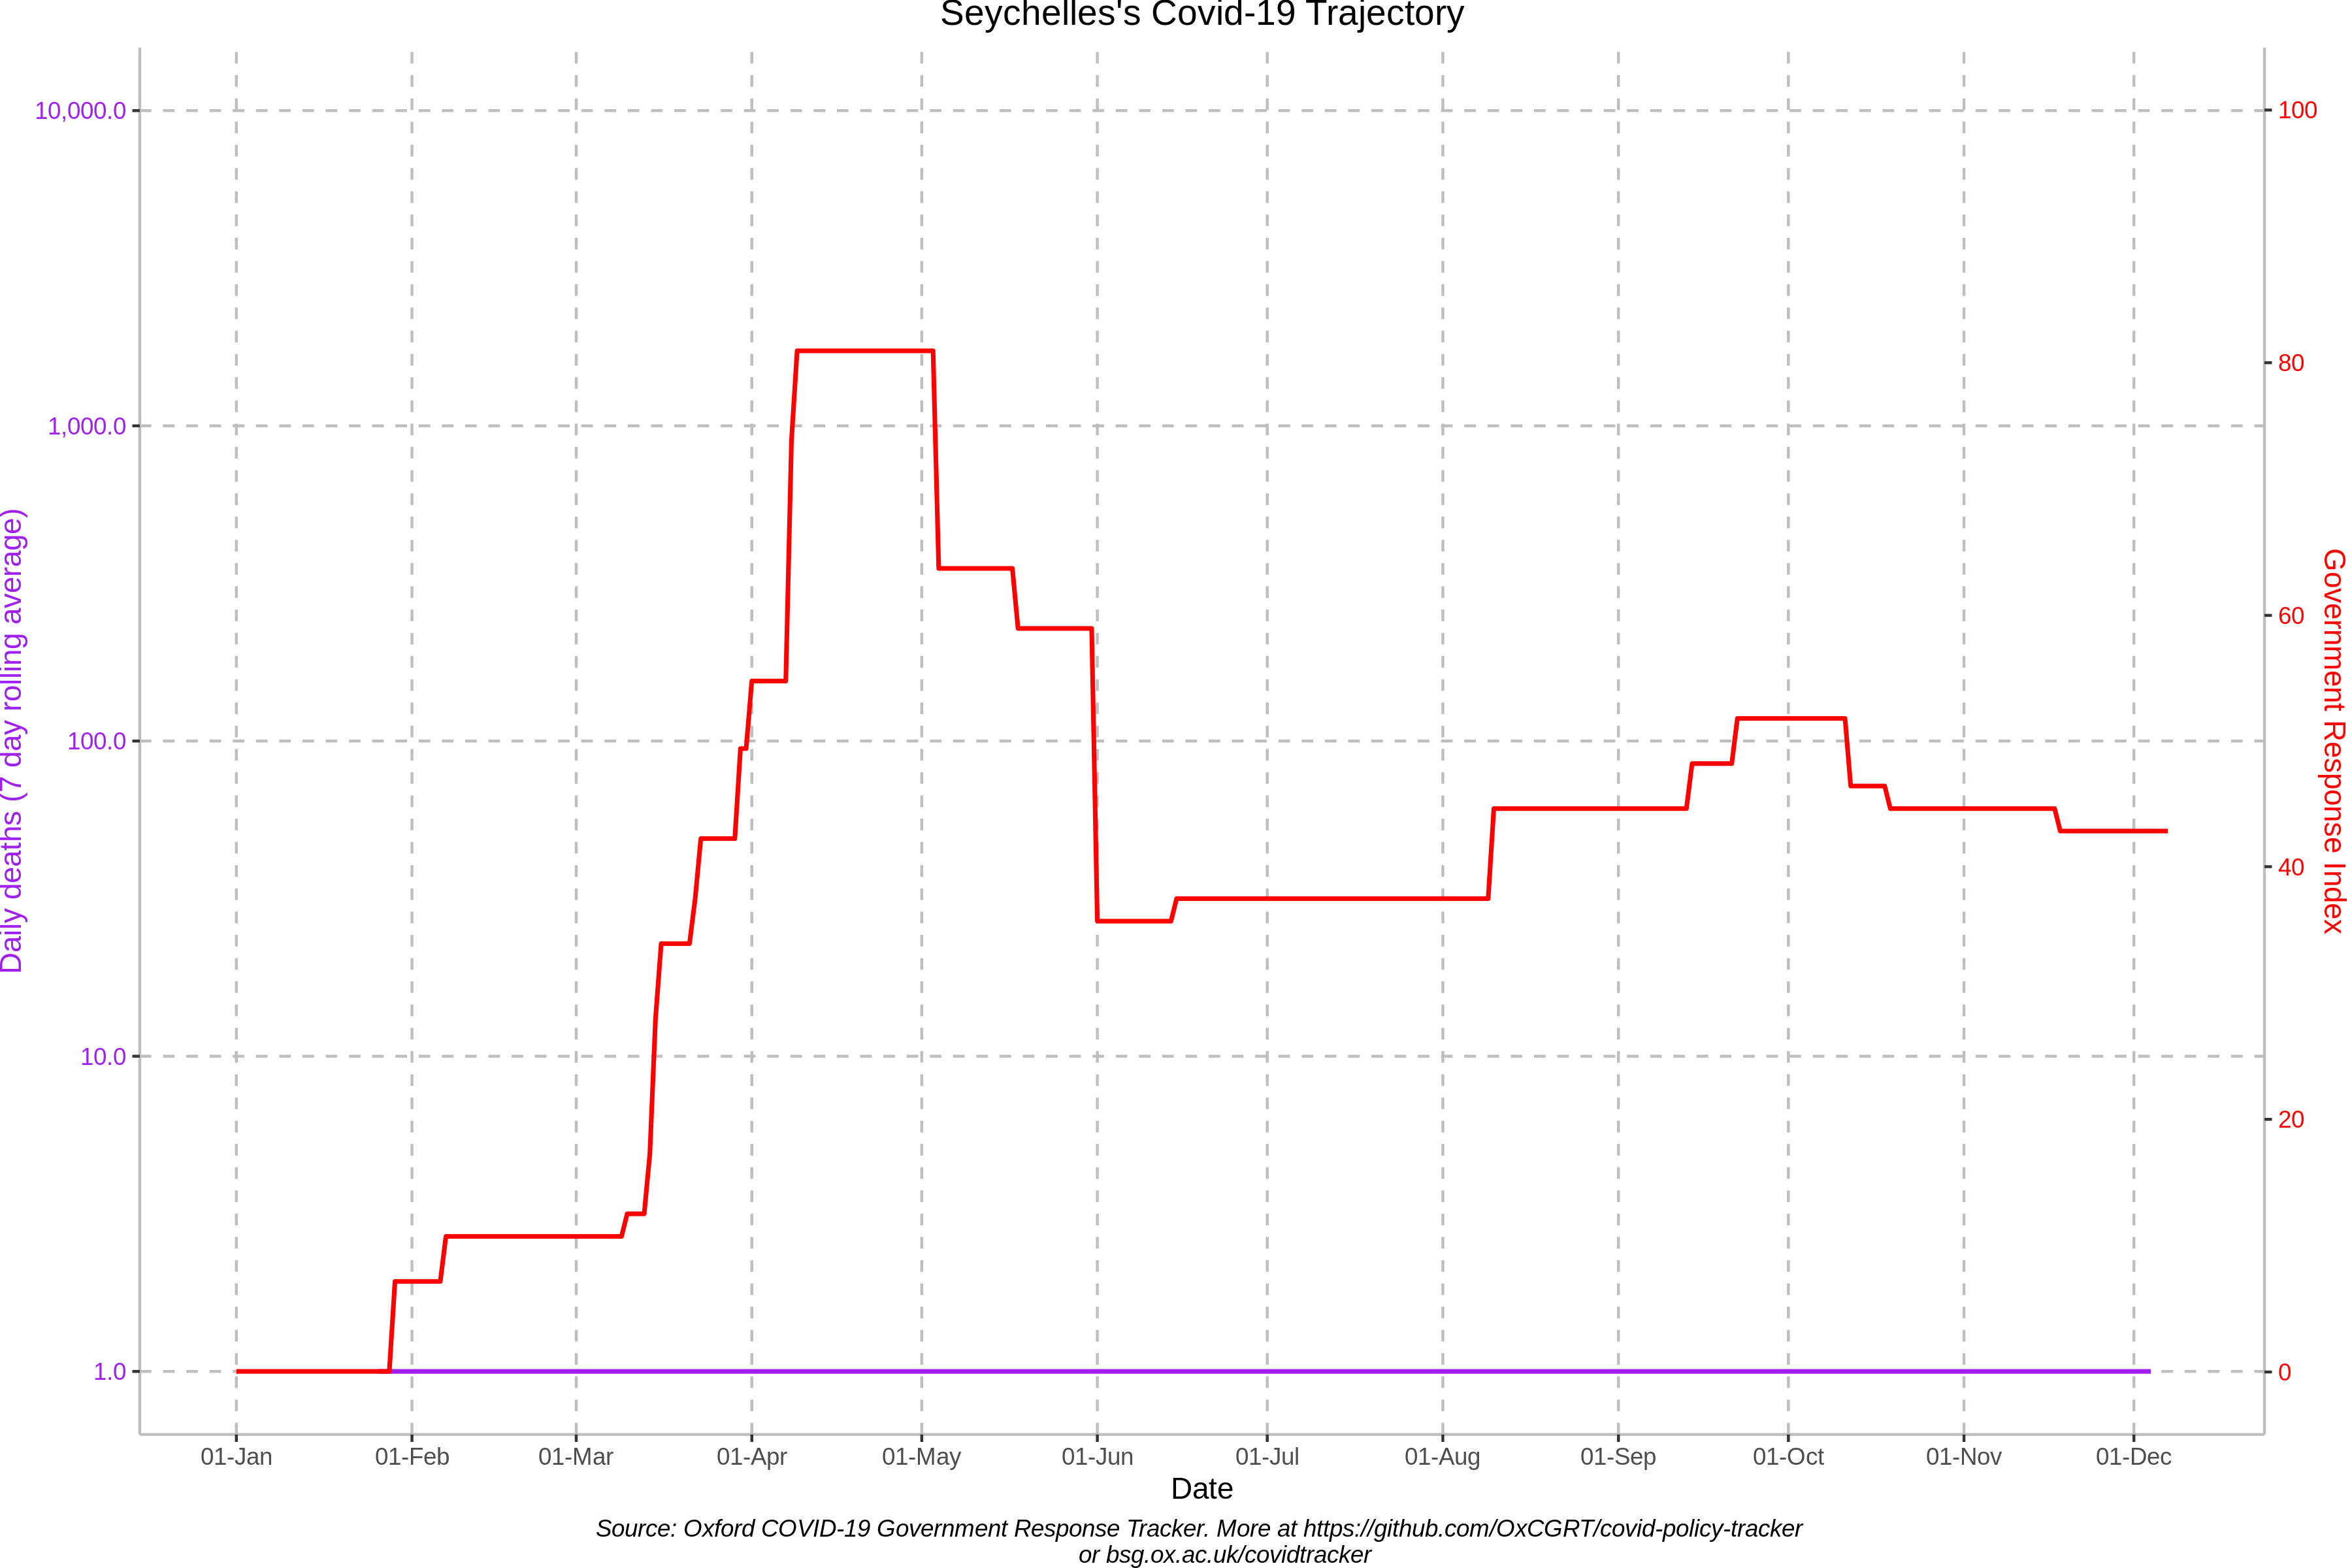 Seychelles's Covid-19 Trajectory
10,000.0
1,000.0
100.0
10.0
1.0
Daily deaths (7 day rolling average)
100
80
60
40
20
0
Government Response Index
01-Jan 01-Feb 01-Mar 01-Apr 01-May 01-Jun 01-Jul 01-Aug 01-Sep 01-Oct 01-Nov 01-Dec
Date
Source: Oxford COVID-19 Government Response Tracker. More at https://github.com/OxCGRT/covid-policy-tracker
or bsg.ox.ac.uk/covidtracker